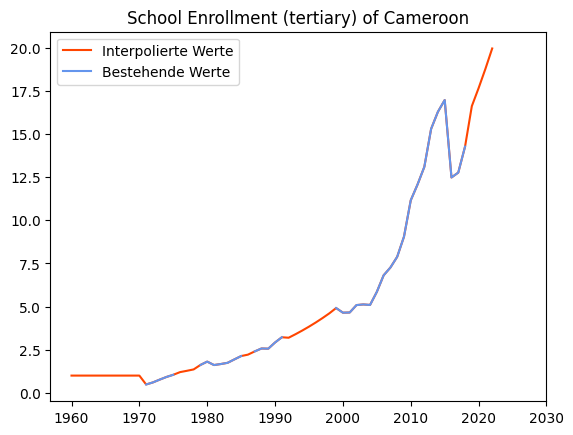 School Enrollment (tertiary) of Cameroon
Interpolierte Werte
Bestehende Werte
20.0
17.5
15.0
12.5
10.0
7.5
5.0
2.5
0.0
1960 1970 1980 1990 2000 2010 2020 2030